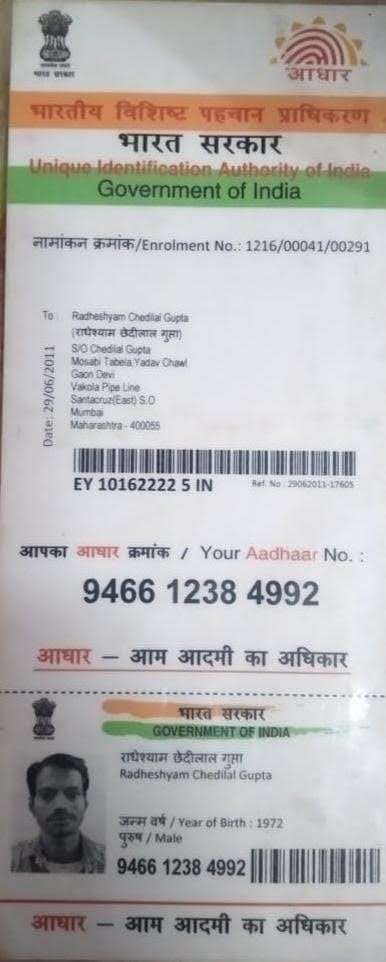 भारत सरकार
आधार
भारतीय विशिष्ट पहचान प्राधिकरण
भारत सरकार
Unique Identification Authority of India
Government of India
नामांकन क्रमांक/Enrolment No.: 1216/00041/00291
To
Radheshyam Chedilal Gupta
(राधेश्याम छेदीलाल गुप्ता)
S/O Chedilal Gupta
Mosabi Tabela,Yadav Chawl
Gaon Devi
Vakola Pipe Line
Santacruz(East) S.O
Mumbai
Maharashtra - 400055
Date: 29/06/2011
EY 10162222 5 IN
Ref. No : 29062011-17605
आपका आधार क्रमांक / Your Aadhaar No. :
9466 1238 4992
आधार – आम आदमी का अधिकार
भारत सरकार
GOVERNMENT OF INDIA
राधेश्याम छेदीलाल गुप्ता
Radheshyam Chedilal Gupta
जन्म वर्ष / Year of Birth : 1972
पुरुष / Male
9466 1238 4992
आधार – आम आदमी का अधिकार